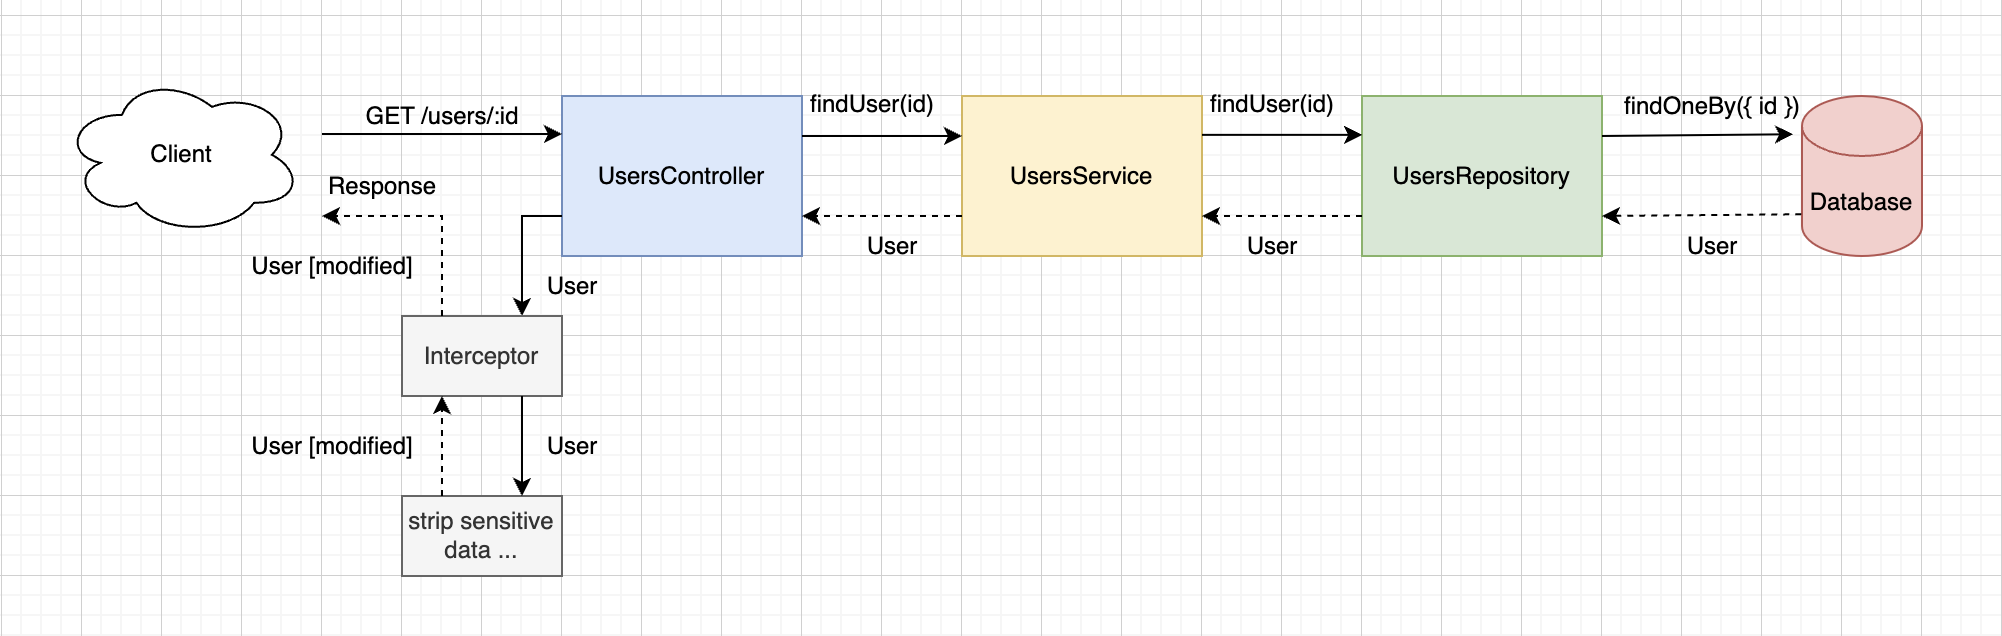 GET /users/:id
findUser(id)
findUser(id)
findOneBy({ id })
Client
UsersController
UsersService
UsersRepository
Database
Response
User
User
User
User [modified]
User
Interceptor
User [modified]
User
strip sensitive
data ...